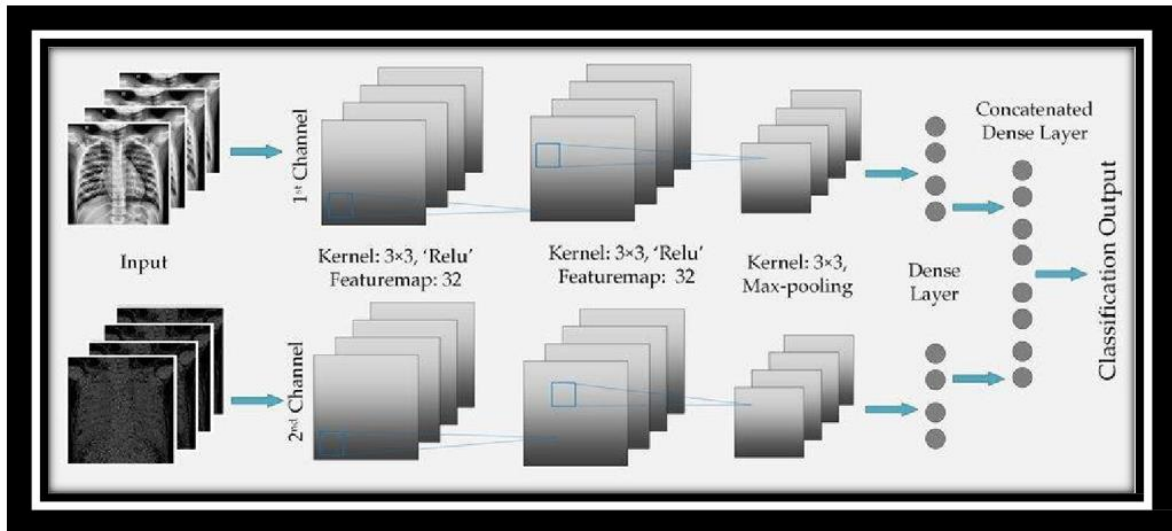 Concatenated
Dense Layer
1st Channel
Input
Kernel: 3×3, 'Relu'
Featuremap: 32
Kernel: 3×3, 'Relu'
Featuremap: 32
Kernel: 3×3,
Max-pooling
Dense
Layer
2nd Channel
Classification Output